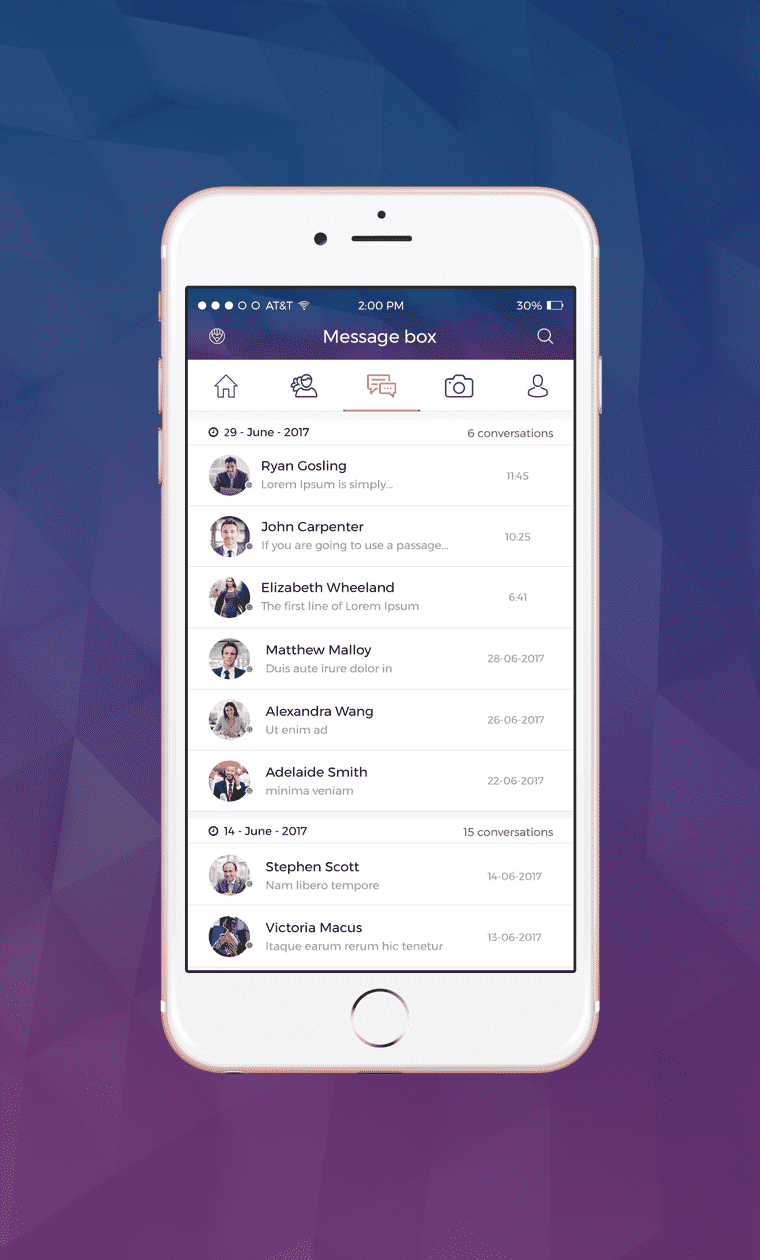 AT&T 2:00 PM 30%
Message box
29 - June - 2017 6 conversations
Ryan Gosling
Lorem Ipsum is simply... 11:45
John Carpenter
If you are going to use a passage... 10:25
Elizabeth Wheeland
The first line of Lorem Ipsum 6:41
Matthew Malloy
Duis aute irure dolor in 28-06-2017
Alexandra Wang
Ut enim ad 26-06-2017
Adelaide Smith
minima veniam 22-06-2017
14 - June - 2017 15 conversations
Stephen Scott
Nam libero tempore 14-06-2017
Victoria Macus
Itaque earum rerum hic tenetur 13-06-2017